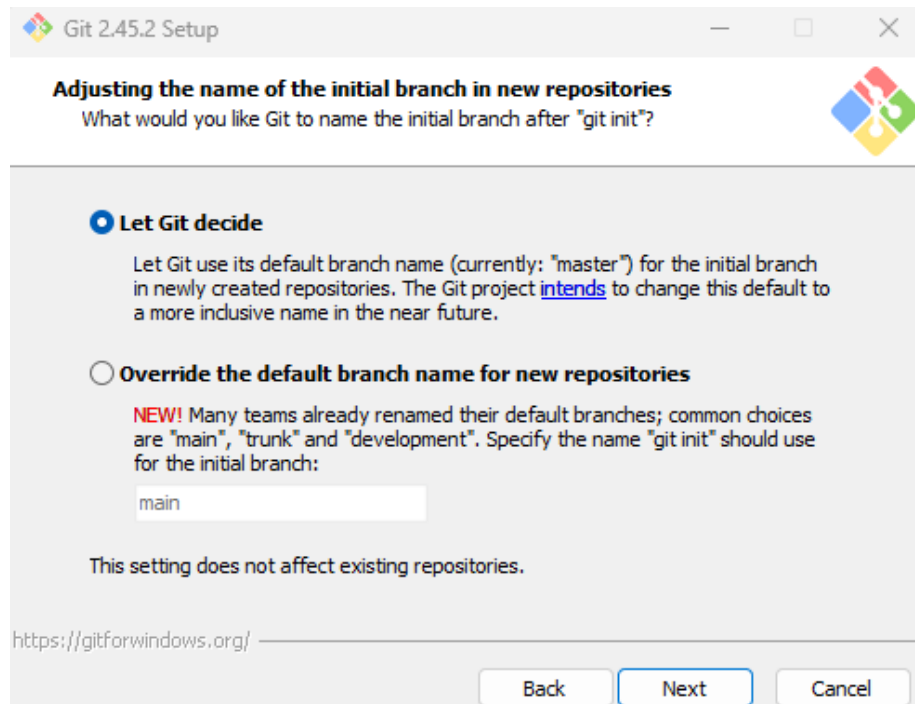 Git 2.45.2 Setup
Adjusting the name of the initial branch in new repositories
What would you like Git to name the initial branch after "git init"?
Let Git decide
Let Git use its default branch name (currently: "master") for the initial branch
in newly created repositories. The Git project intends to change this default to
a more inclusive name in the near future.
Override the default branch name for new repositories
NEW! Many teams already renamed their default branches; common choices
are "main", "trunk" and "development". Specify the name "git init" should use
for the initial branch:
main
This setting does not affect existing repositories.
https://gitforwindows.org/
Back Next Cancel